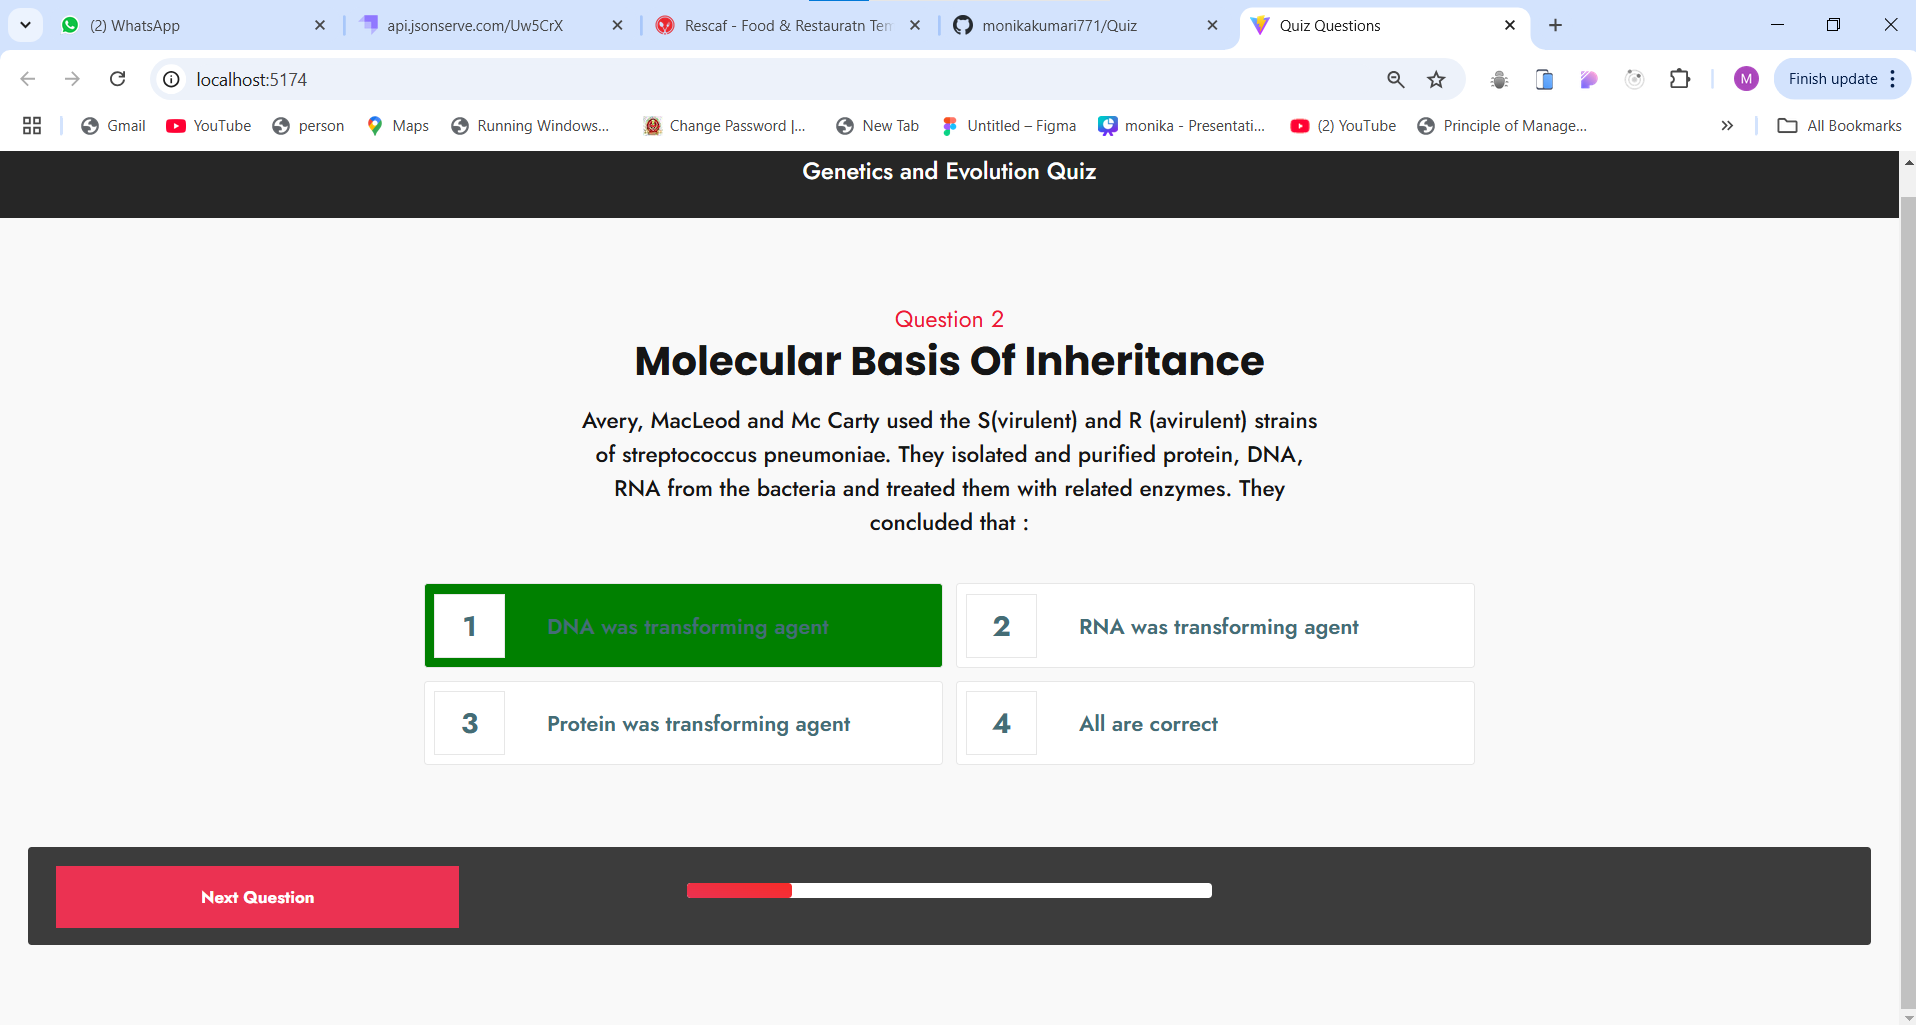 (2) WhatsApp
api.jsonserve.com/Uw5CrX
Rescaf - Food & Restauratn Ten
monikakumari771/Quiz
Quiz Questions
localhost:5174
M
Finish update
Gmail
YouTube
person
Maps
Running Windows...
Change Password |...
New Tab
Untitled – Figma
monika - Presentati...
(2) YouTube
Principle of Manage...
All Bookmarks
Genetics and Evolution Quiz
Question 2
Molecular Basis Of Inheritance
Avery, MacLeod and Mc Carty used the S(virulent) and R (avirulent) strains
of streptococcus pneumoniae. They isolated and purified protein, DNA,
RNA from the bacteria and treated them with related enzymes. They
concluded that :
1 DNA was transforming agent
2 RNA was transforming agent
3 Protein was transforming agent
4 All are correct
Next Question